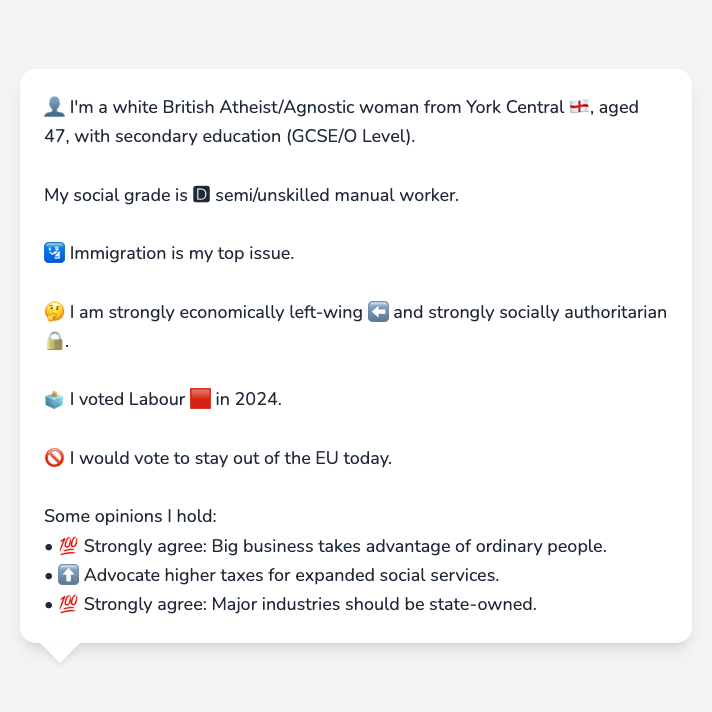 👤 I'm a white British Atheist/Agnostic woman from York Central 🏴󠁧󠁢󠁥󠁮󠁧󠁿, aged
47, with secondary education (GCSE/O Level).
My social grade is 🅳 semi/unskilled manual worker.
🛂 Immigration is my top issue.
🤔 I am strongly economically left-wing ⬅️ and strongly socially authoritarian
🔒.
🗳️ I voted Labour 🟥 in 2024.
🚫 I would vote to stay out of the EU today.
Some opinions I hold:
• 💯 Strongly agree: Big business takes advantage of ordinary people.
• ⬆️ Advocate higher taxes for expanded social services.
• 💯 Strongly agree: Major industries should be state-owned.